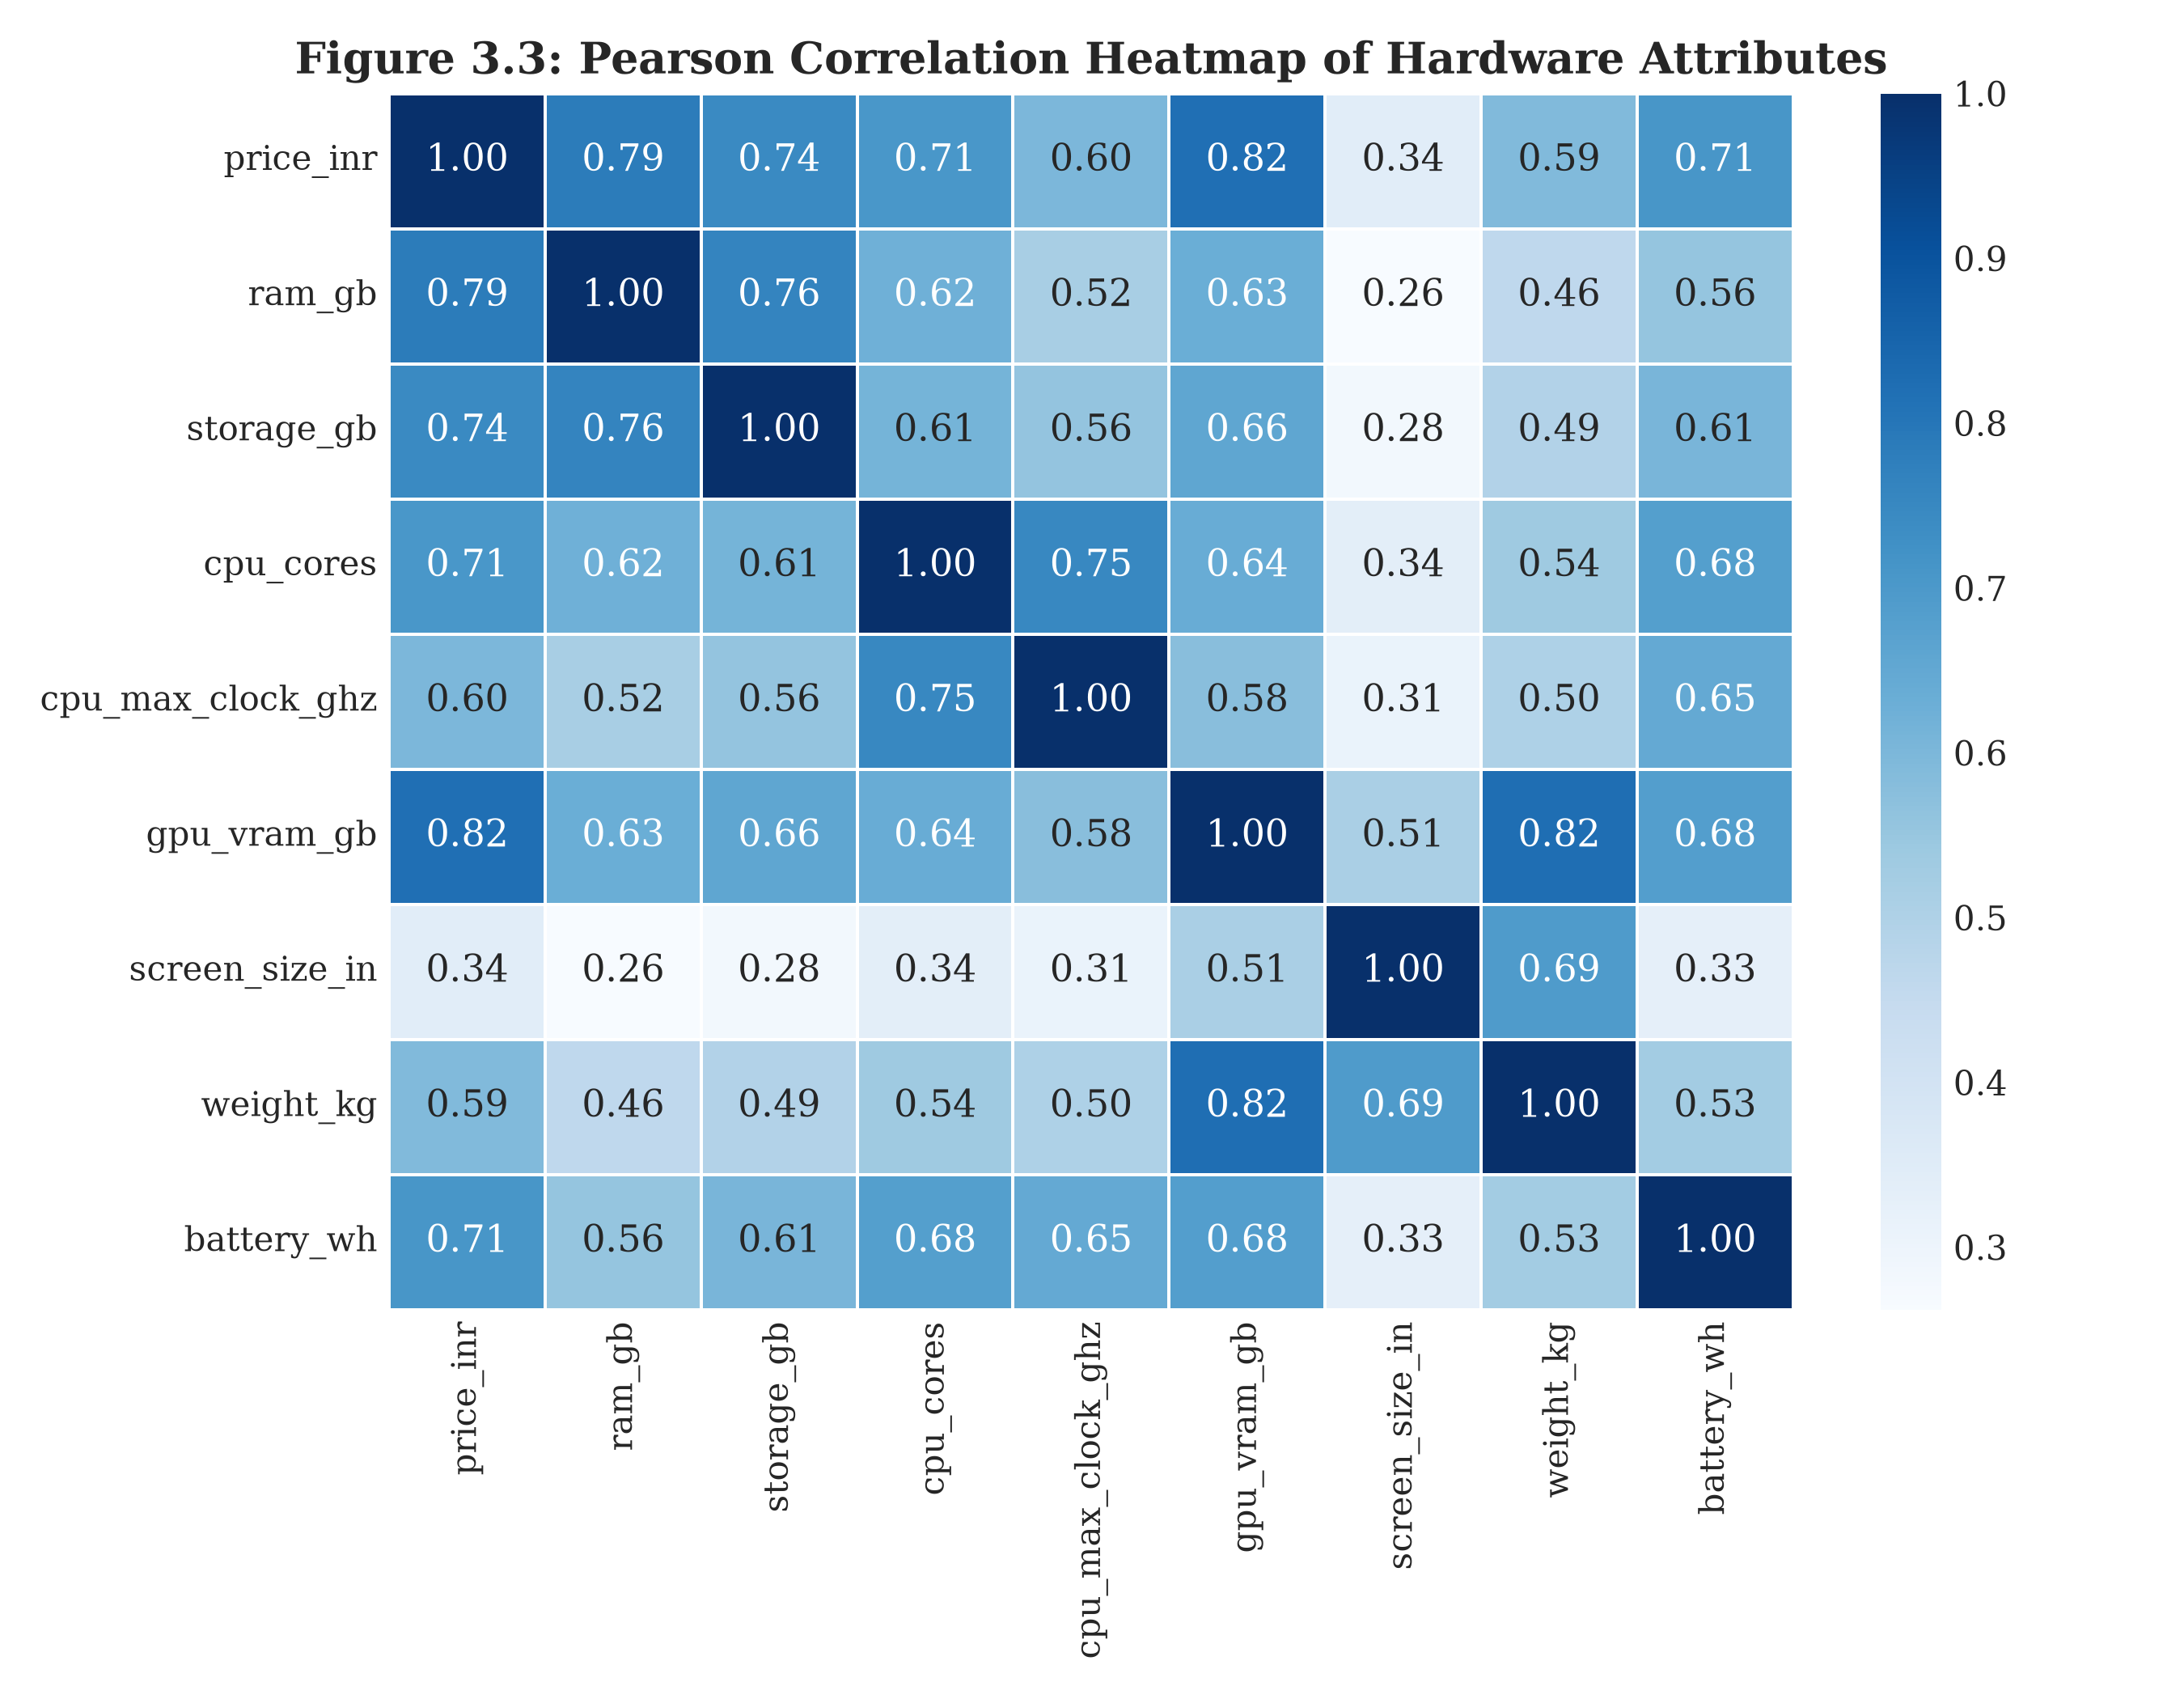 Figure 3.3: Pearson Correlation Heatmap of Hardware Attributes
price_inr 1.00 0.79 0.74 0.71 0.60 0.82 0.34 0.59 0.71
ram_gb 0.79 1.00 0.76 0.62 0.52 0.63 0.26 0.46 0.56
storage_gb 0.74 0.76 1.00 0.61 0.56 0.66 0.28 0.49 0.61
cpu_cores 0.71 0.62 0.61 1.00 0.75 0.64 0.34 0.54 0.68
cpu_max_clock_ghz 0.60 0.52 0.56 0.75 1.00 0.58 0.31 0.50 0.65
gpu_vram_gb 0.82 0.63 0.66 0.64 0.58 1.00 0.51 0.82 0.68
screen_size_in 0.34 0.26 0.28 0.34 0.31 0.51 1.00 0.69 0.33
weight_kg 0.59 0.46 0.49 0.54 0.50 0.82 0.69 1.00 0.53
battery_wh 0.71 0.56 0.61 0.68 0.65 0.68 0.33 0.53 1.00
price_inr
ram_gb
storage_gb
cpu_cores
cpu_max_clock_ghz
gpu_vram_gb
screen_size_in
weight_kg
battery_wh
1.0
0.9
0.8
0.7
0.6
0.5
0.4
0.3